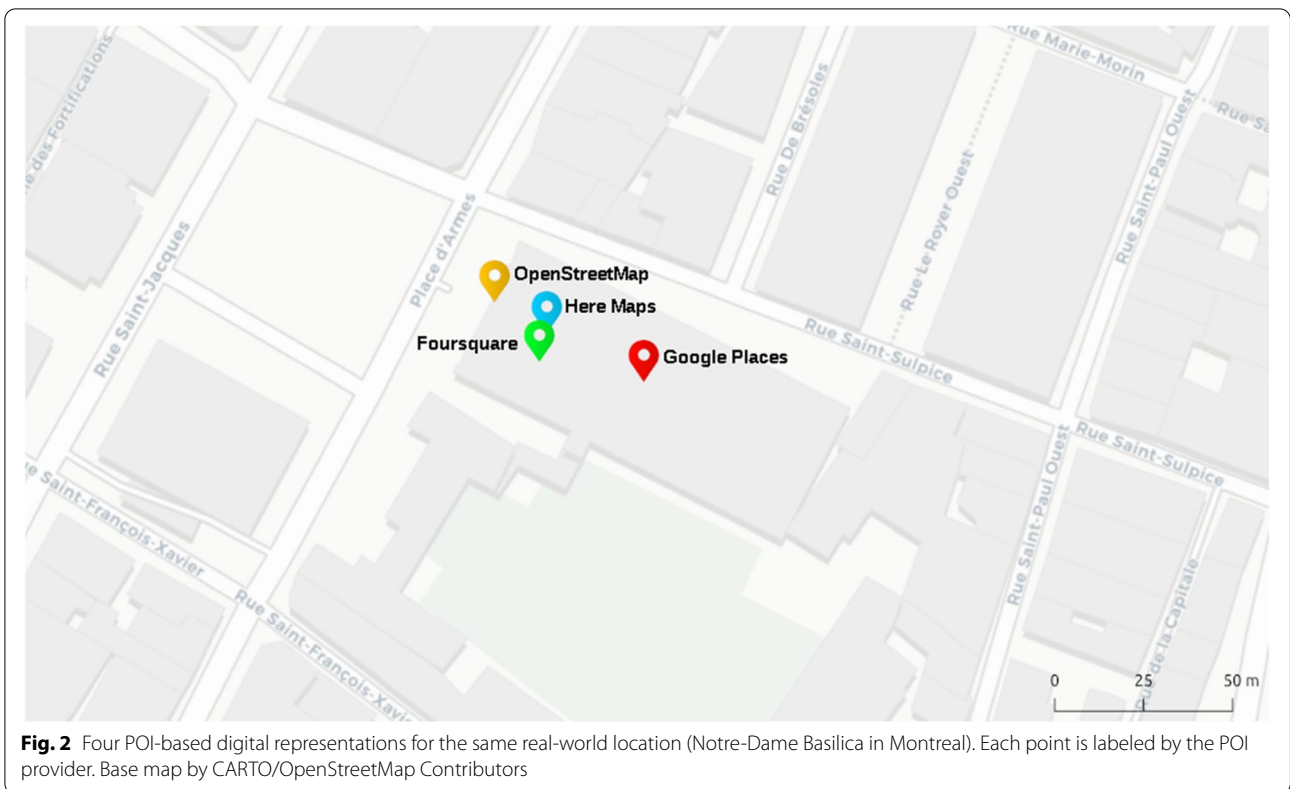 Rue Marie-Morin
Rue De Brésoles
Rue Saint-Paul Ouest
Rue Sa
e des Fortifications
Rue Le Royer Ouest
Place d'Armes
Rue Saint-Jacques
OpenStreetMap
Here Maps
Foursquare
Google Places
Rue Saint-Sulpice
Rue Saint-Sulpice
Rue Saint-Paul Ouest
ue Saint-François-Xavier
Rue Saint-François-Xavie
Rue de la Capitale
0 25 50 m
Fig. 2 Four POI-based digital representations for the same real-world location (Notre-Dame Basilica in Montreal). Each point is labeled by the POI
provider. Base map by CARTO/OpenStreetMap Contributors